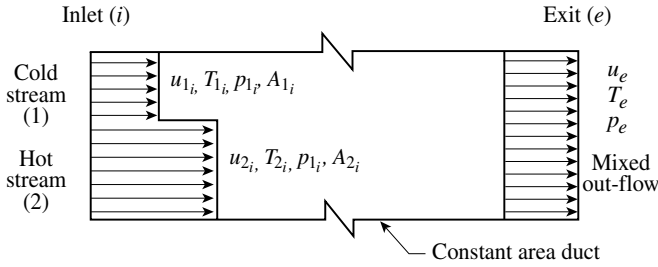 Inlet (i)
Exit (e)
Cold
stream
(1)
u1i, T1i, p1i, A1i
Hot
stream
(2)
u2i, T2i, p1i, A2i
ue
Te
pe
Mixed
out-flow
Constant area duct